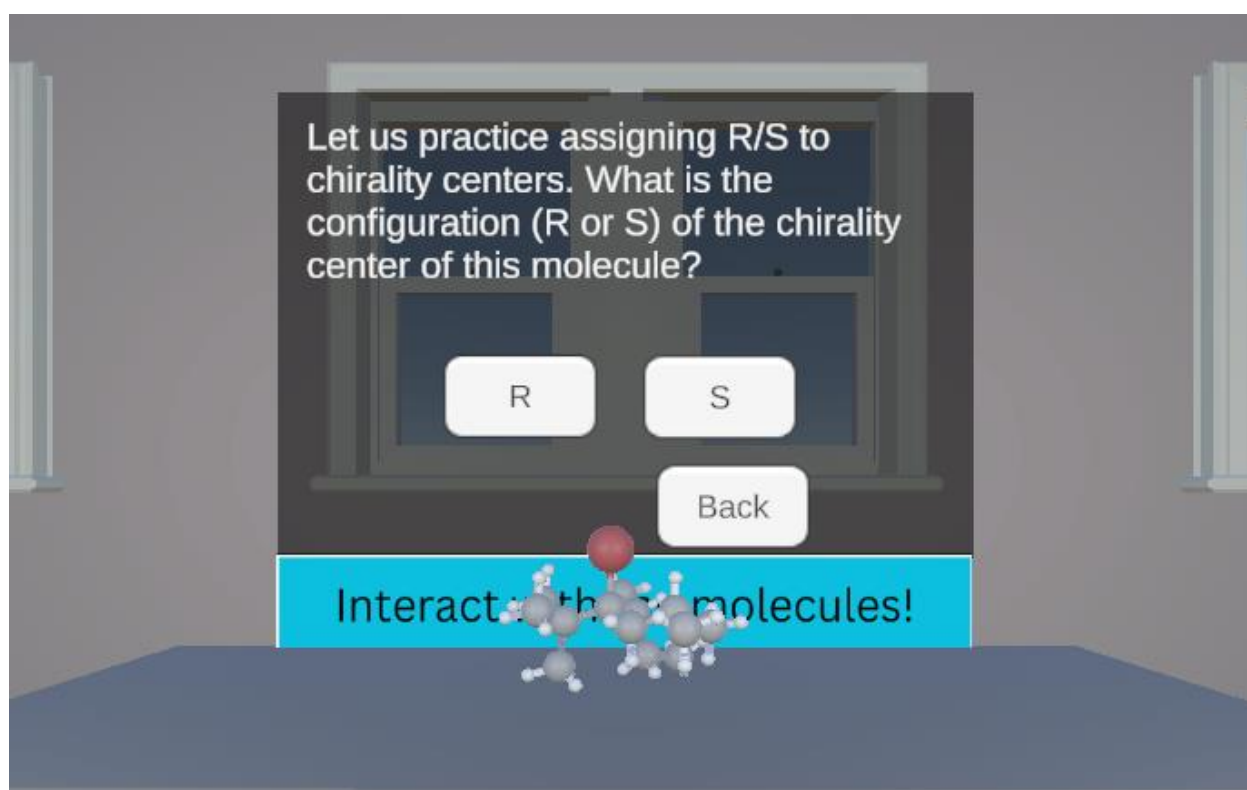 Let us practice assigning R/S to
chirality centers. What is the
configuration (R or S) of the chirality
center of this molecule?
R S
Back
Interact molecules!